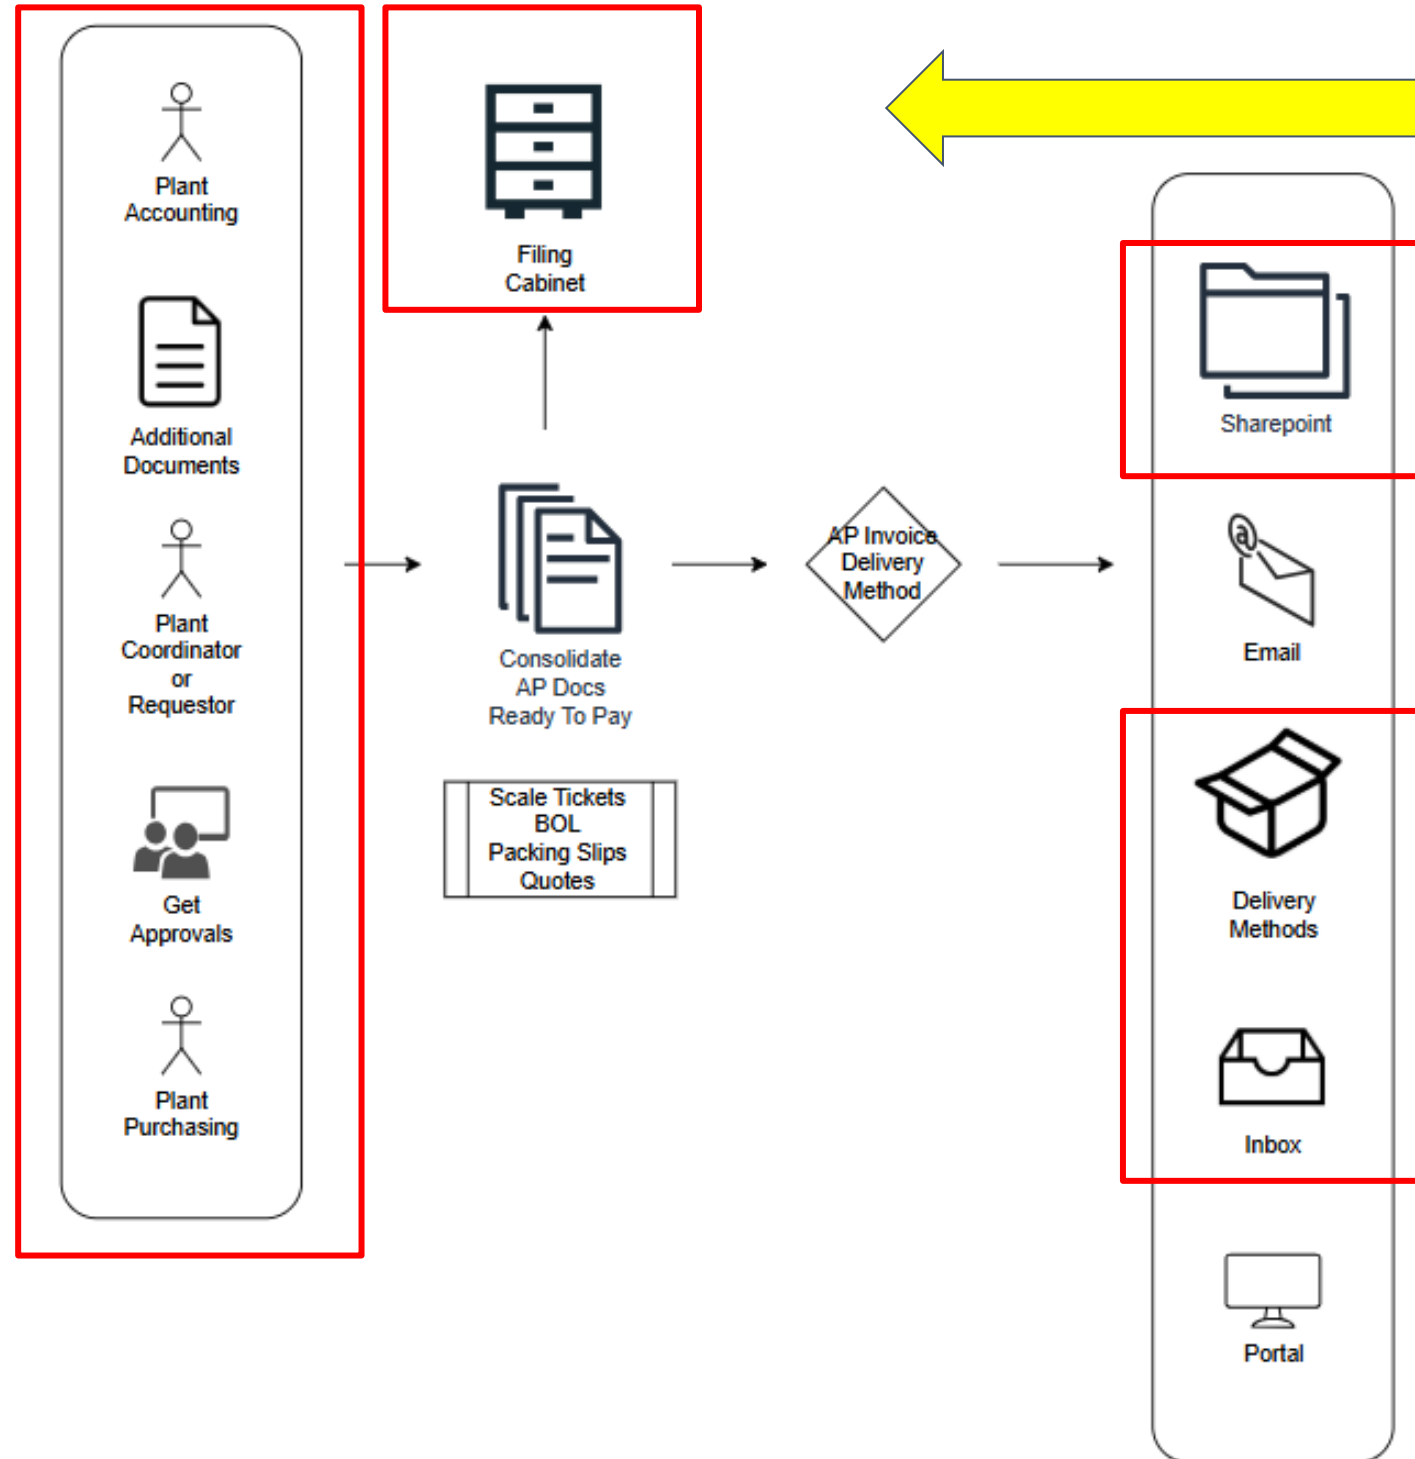 Plant
Accounting
Additional
Documents
Plant
Coordinator
or
Requestor
Get
Approvals
Plant
Purchasing
Filing
Cabinet
Consolidate
AP Docs
Ready To Pay
Scale Tickets
BOL
Packing Slips
Quotes
AP Invoice
Delivery
Method
Sharepoint
@
Email
Delivery
Methods
Inbox
Portal